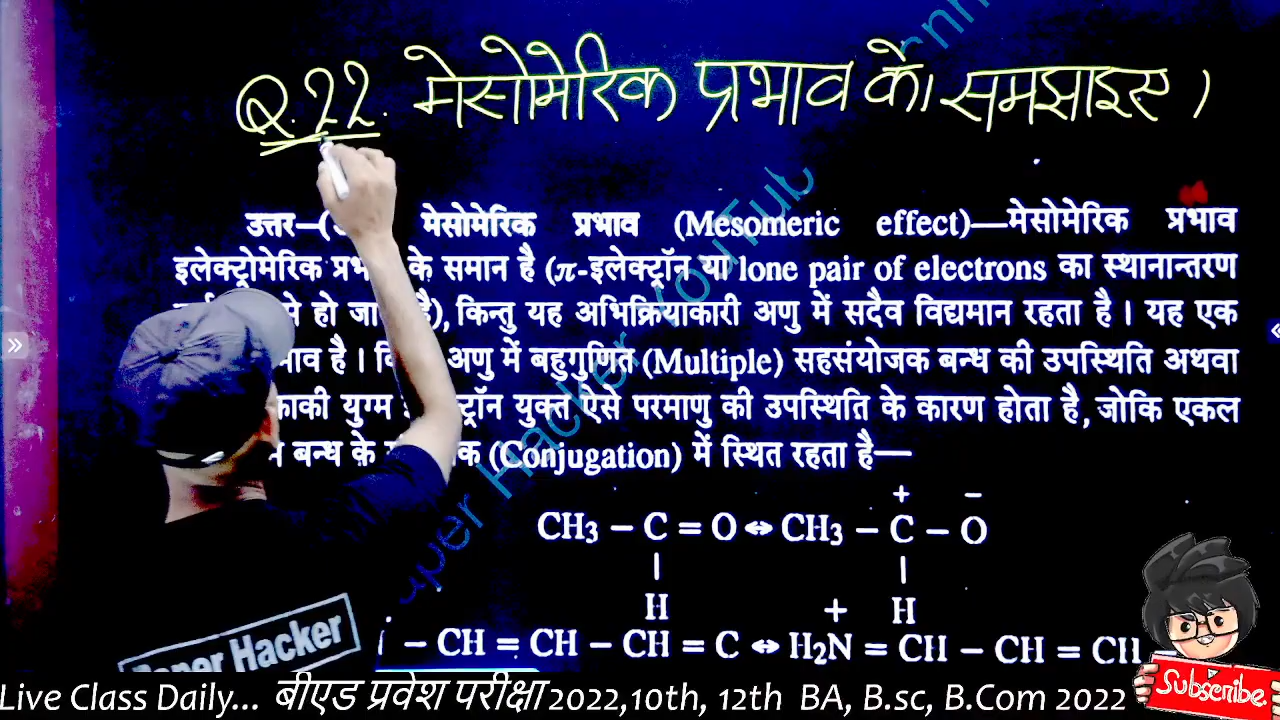 Q.22. मेसोमेरिक प्रभाव को समझाइए ।
उत्तर—( मेसोमेरिक प्रभाव (Mesomeric effect)—मेसोमेरिक प्रभाव
इलेक्ट्रोमेरिक के समान है (π-इलेक्ट्रॉन या lone pair of electrons का स्थानान्तरण
से हो जा है), किन्तु यह अभिक्रियाकारी अणु में सदैव विद्यमान रहता है । यह एक
है । अणु में बहुगुणित (Multiple) सहसंयोजक बन्ध की उपस्थिति अथवा
युग्म युक्त ऐसे परमाणु की उपस्थिति के कारण होता है, जोकि एकल
बन्ध के (Conjugation) में स्थित रहता है—
+ −
CH₃ − C = O ⇔ CH₃ − C − O
| |
H + H
− CH = CH − CH = C ⇔ H₂N = CH − CH = CH
Super Hacker YouTub
Hacker
Subscribe
Live Class Daily... बीएड प्रवेश परीक्षा 2022,10th, 12th BA, B.sc, B.Com 2022